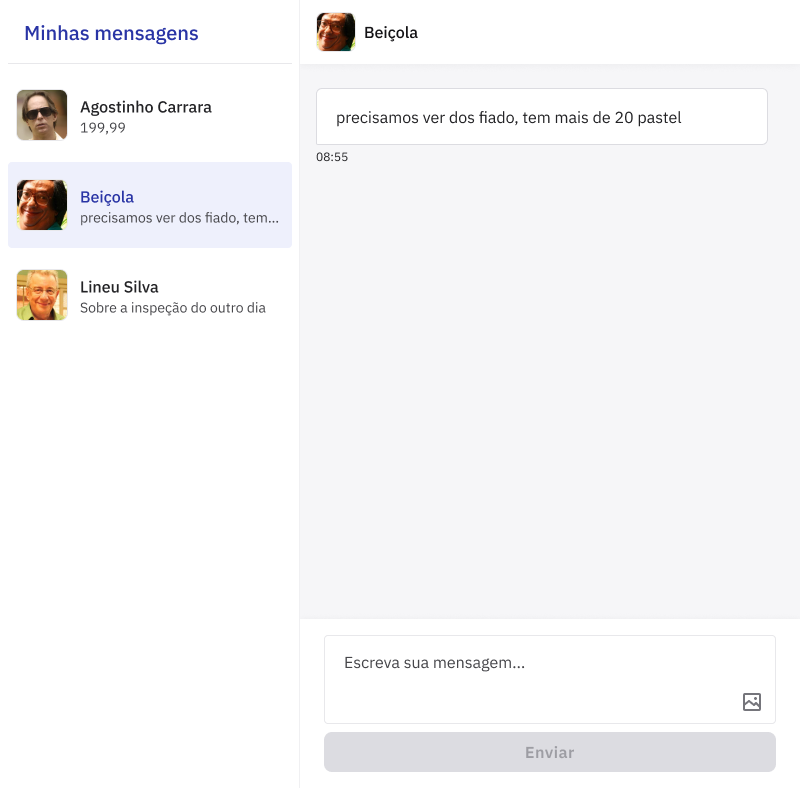 Minhas mensagens
Agostinho Carrara
199,99
Beiçola
precisamos ver dos fiado, tem...
Lineu Silva
Sobre a inspeção do outro dia
Beiçola
precisamos ver dos fiado, tem mais de 20 pastel
08:55
Escreva sua mensagem...
Enviar